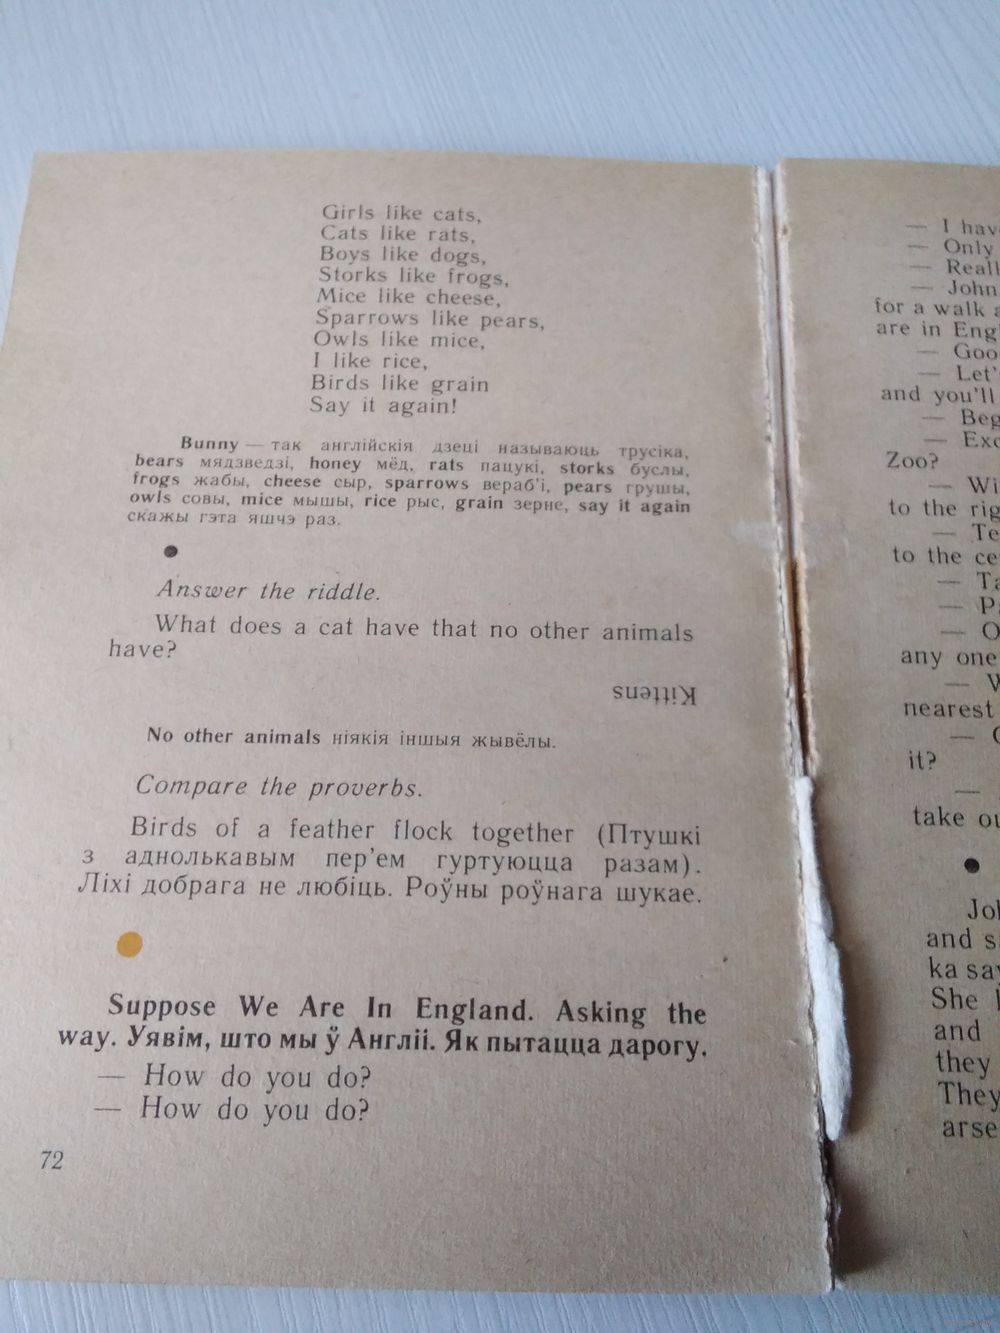 Girls like cats,
Cats like rats,
Boys like dogs,
Storks like frogs,
Mice like cheese,
Sparrows like pears,
Owls like mice,
I like rice,
Birds like grain
Say it again!
Bunny — так англійскія дзеці называюць трусіка,
bears мядзведзі, honey мёд, rats пацукі, storks буслы,
frogs жабы, cheese сыр, sparrows вераб'і, pears грушы,
owls совы, mice мышы, rice рыс, grain зерне, say it again
скажы гэта яшчэ раз.
Answer the riddle.
What does a cat have that no other animals
have?
Kittens
No other animals ніякія іншыя жывёлы.
Compare the proverbs.
Birds of a feather flock together (Птушкі
з аднолькавым пер'ем гуртуюцца разам).
Ліхі добрага не любіць. Роўны роўнага шукае.
Suppose We Are In England. Asking the
way. Уявім, што мы ў Англіі. Як пытацца дарогу.
— How do you do?
— How do you do?
72
— I hav
— Only
— Reall
— John
for a walk
are in Eng
— Goo
— Let'
and you'll
— Beg
— Exc
Zoo?
— Wi
to the rig
— Te
to the ce
— Ta
— P
— O
any one
— W
nearest
—
it?
—
take ou
Joh
and s
ka say
She
and
they
They
arse